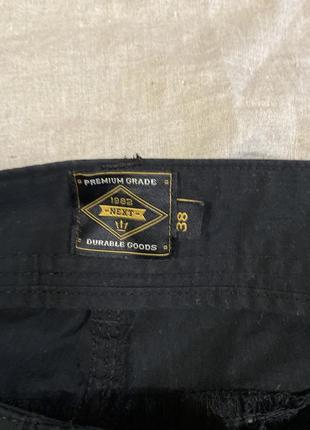 PREMIUM GRADE
1982
NEXT
DURABLE GOODS
38